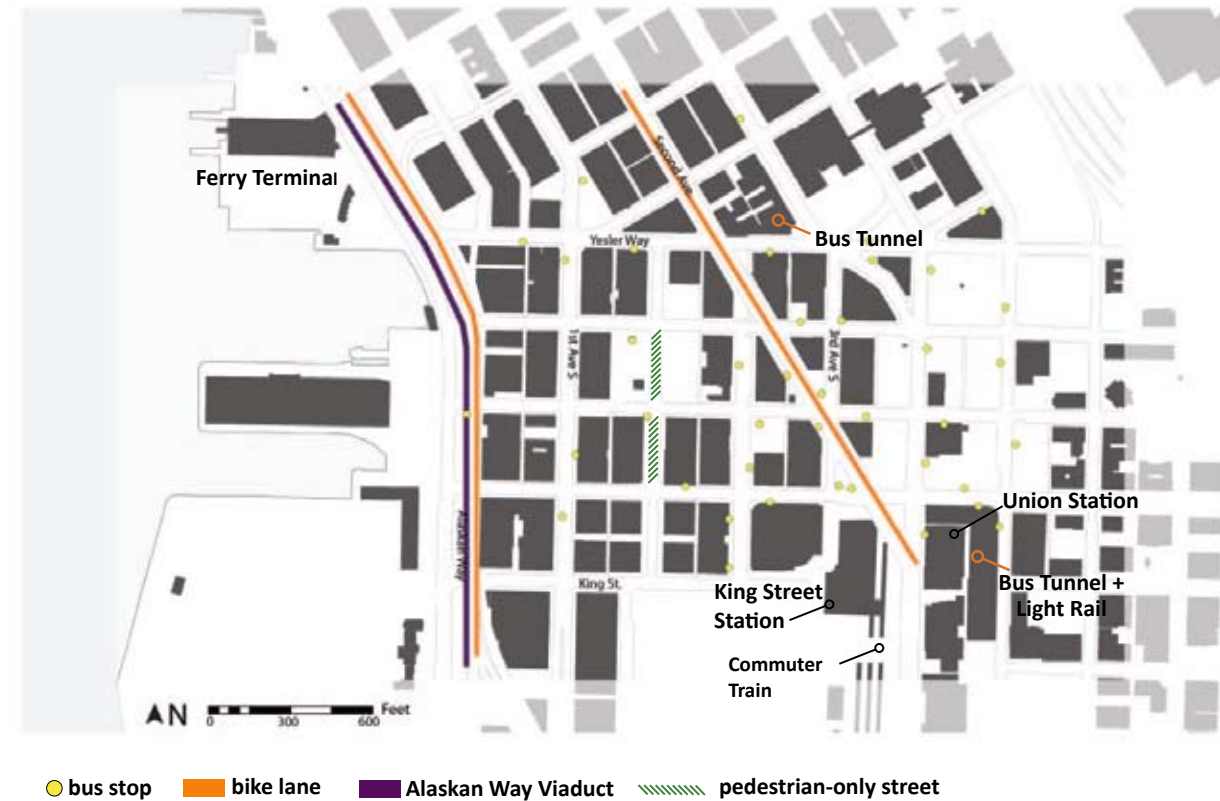 Second Ave.
Ferry Terminal
Bus Tunnel
Yesler Way
1st Ave S.
3rd Ave S.
Union Station
Alaskan Way
King St.
King Street
Station
Bus Tunnel +
Light Rail
Commuter
Train
N
Feet
0 300 600
bus stop bike lane Alaskan Way Viaduct pedestrian-only street